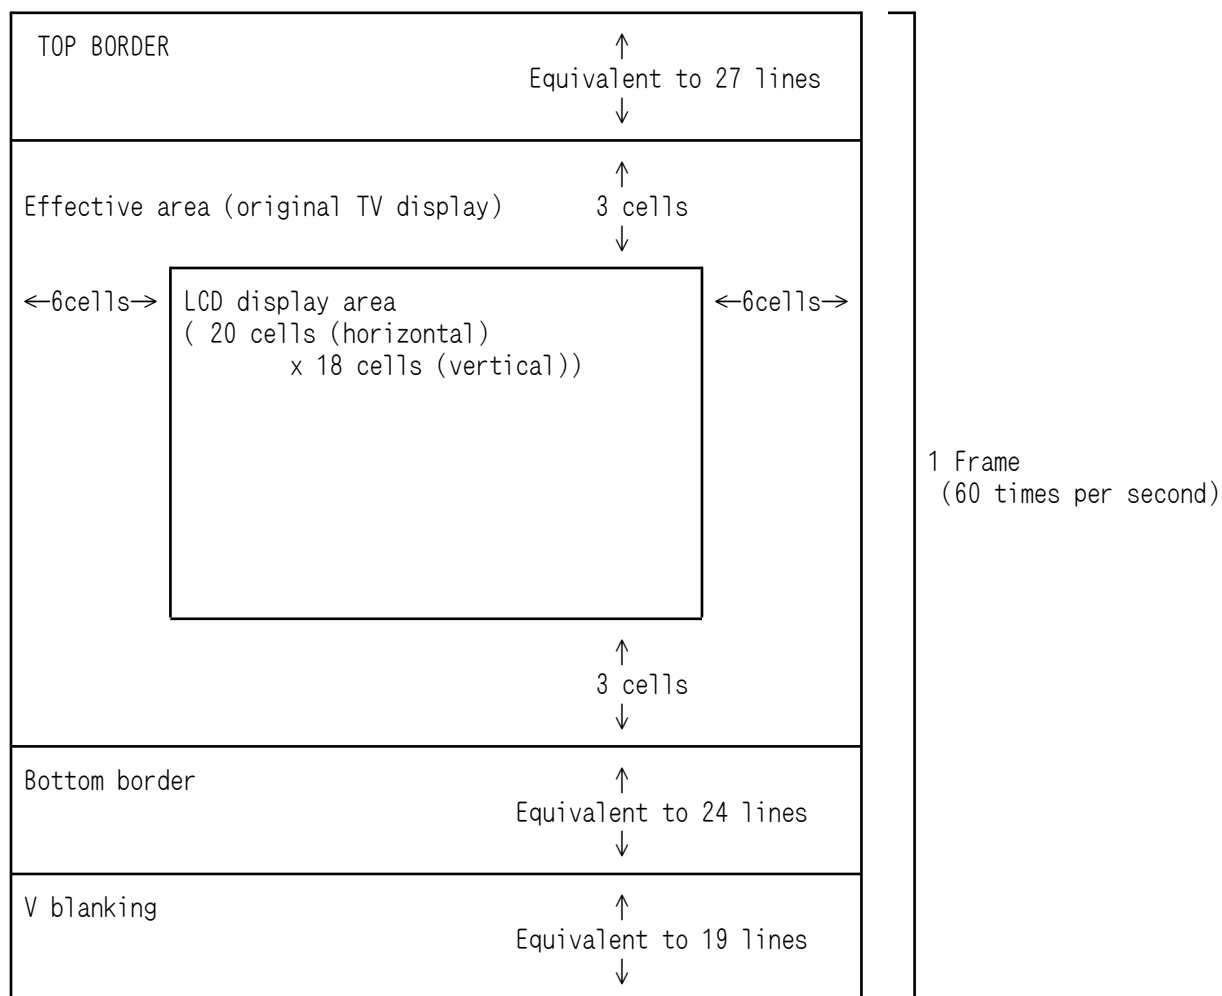 TOP BORDER
↑
Equivalent to 27 lines
↓
↑
Effective area (original TV display) 3 cells
↓
←6cells→ LCD display area ←6cells→
( 20 cells (horizontal)
x 18 cells (vertical))
1 Frame
(60 times per second)
↑
3 cells
↓
Bottom border ↑
Equivalent to 24 lines
↓
V blanking ↑
Equivalent to 19 lines
↓